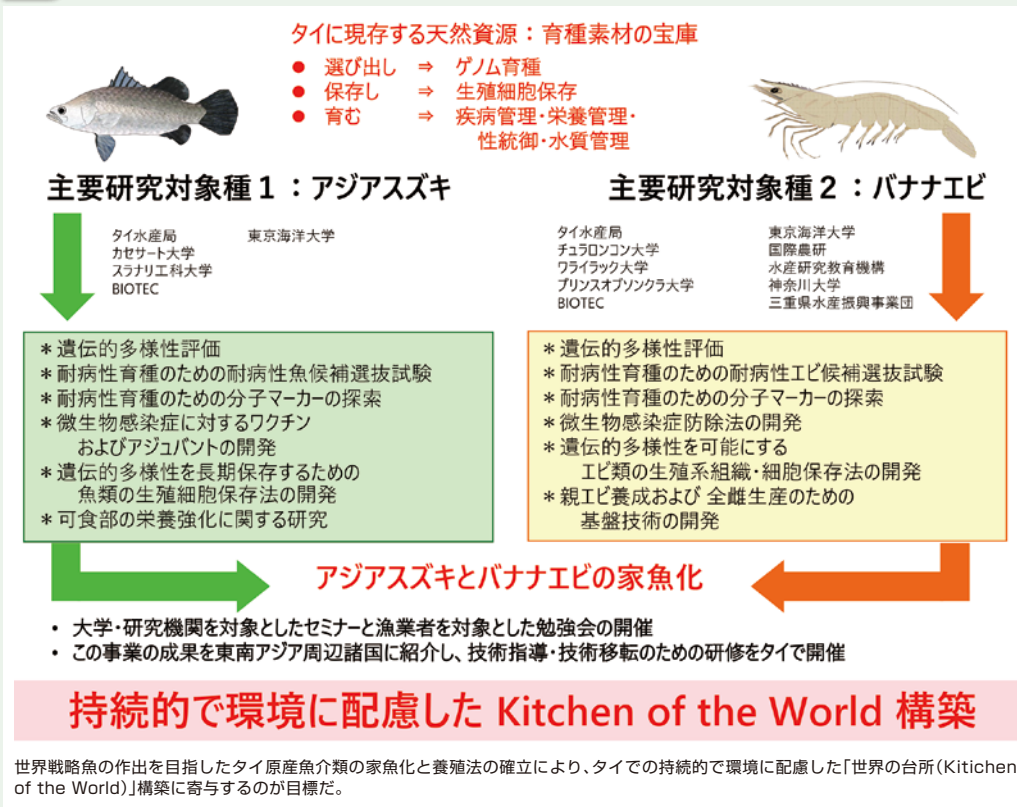 タイに現存する天然資源：育種素材の宝庫
● 選び出し ⇒ ゲノム育種
● 保存し ⇒ 生殖細胞保存
● 育む ⇒ 疾病管理・栄養管理・
性統御・水質管理
主要研究対象種1：アジアスズキ
タイ水産局 東京海洋大学
カセサート大学
スラナリ工科大学
BIOTEC
＊遺伝的多様性評価
＊耐病性育種のための耐病性魚候補選抜試験
＊耐病性育種のための分子マーカーの探索
＊微生物感染症に対するワクチン
およびアジュバントの開発
＊遺伝的多様性を長期保存するための
魚類の生殖細胞保存法の開発
＊可食部の栄養強化に関する研究
主要研究対象種2：バナナエビ
タイ水産局 東京海洋大学
チュラロンコン大学 国際農研
ワライラック大学 水産研究教育機構
プリンスオブソンクラ大学 神奈川大学
BIOTEC 三重県水産振興事業団
＊遺伝的多様性評価
＊耐病性育種のための耐病性エビ候補選抜試験
＊耐病性育種のための分子マーカーの探索
＊微生物感染症防除法の開発
＊遺伝的多様性を可能にする
エビ類の生殖系組織・細胞保存法の開発
＊親エビ養成および 全雌生産のための
基盤技術の開発
アジアスズキとバナナエビの家魚化
・ 大学・研究機関を対象としたセミナーと漁業者を対象とした勉強会の開催
・ この事業の成果を東南アジア周辺諸国に紹介し、技術指導・技術移転のための研修をタイで開催
持続的で環境に配慮した Kitchen of the World 構築
世界戦略魚の作出を目指したタイ原産魚介類の家魚化と養殖法の確立により、タイでの持続的で環境に配慮した「世界の台所（Kitichen
of the World）」構築に寄与するのが目標だ。